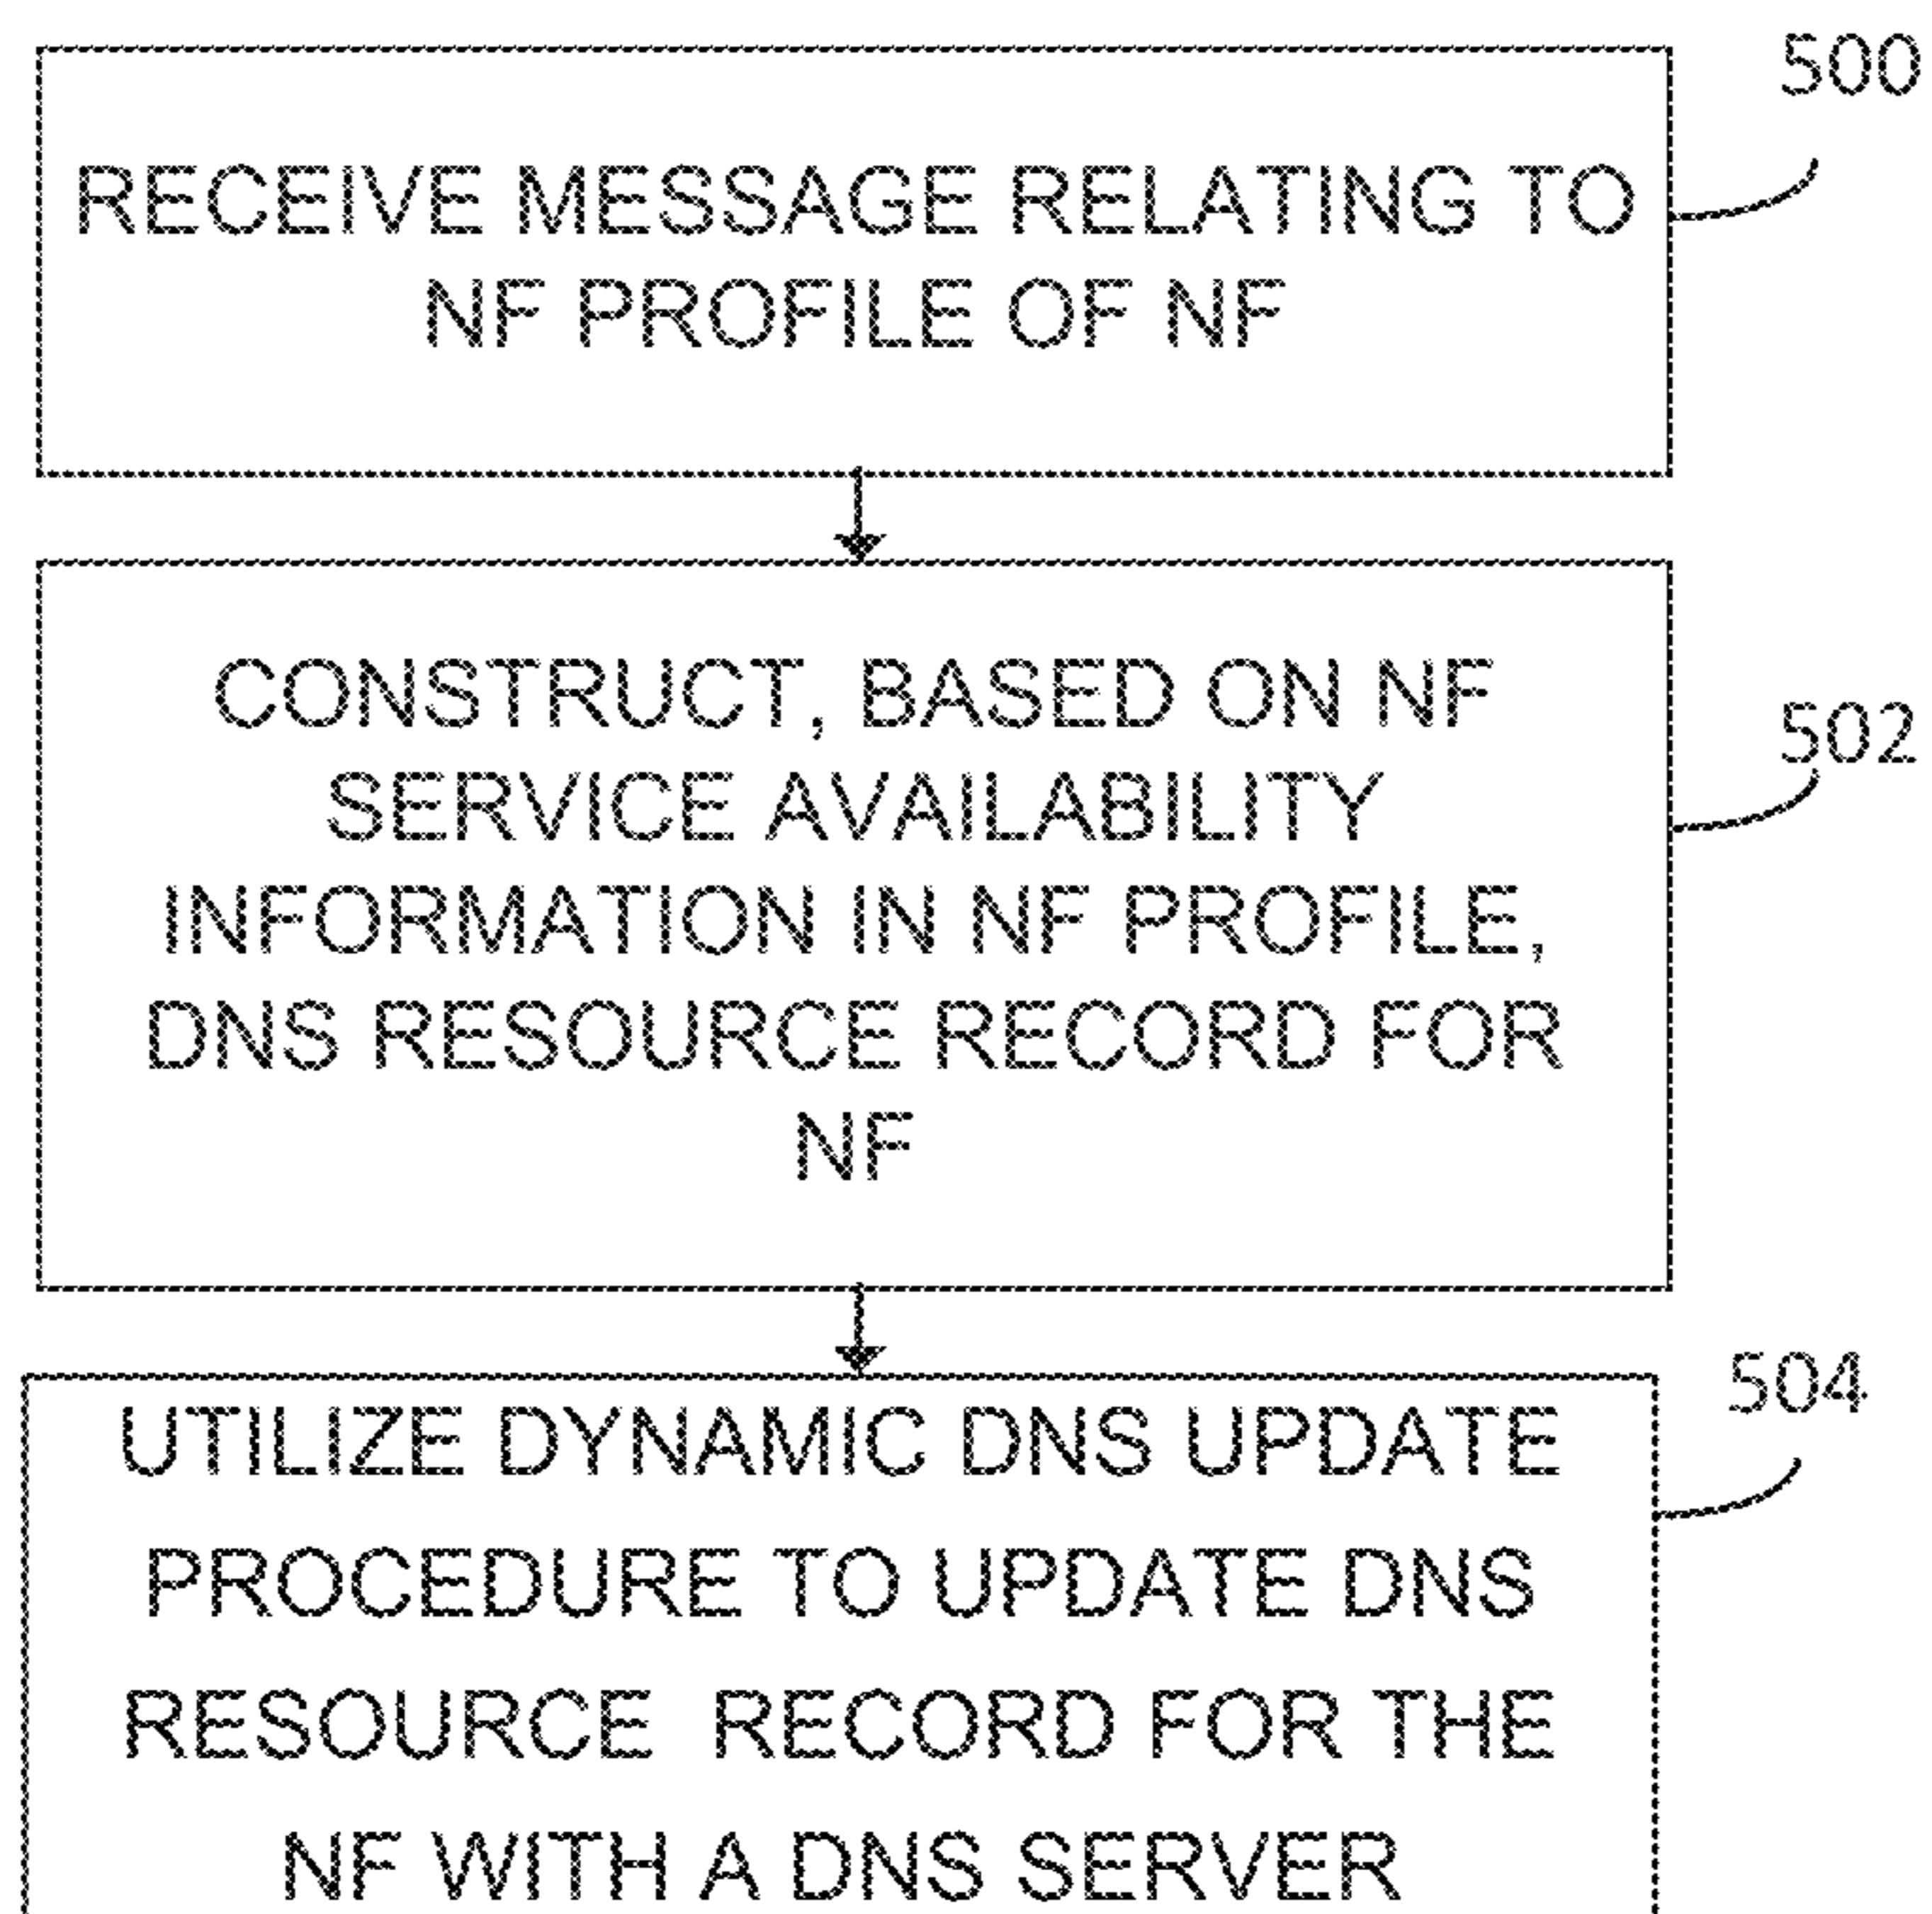 500
RECEIVE MESSAGE RELATING TO
NF PROFILE OF NF
502
CONSTRUCT, BASED ON NF
SERVICE AVAILABILITY
INFORMATION IN NF PROFILE,
DNS RESOURCE RECORD FOR
NF
504
UTILIZE DYNAMIC DNS UPDATE
PROCEDURE TO UPDATE DNS
RESOURCE RECORD FOR THE
NF WITH A DNS SERVER